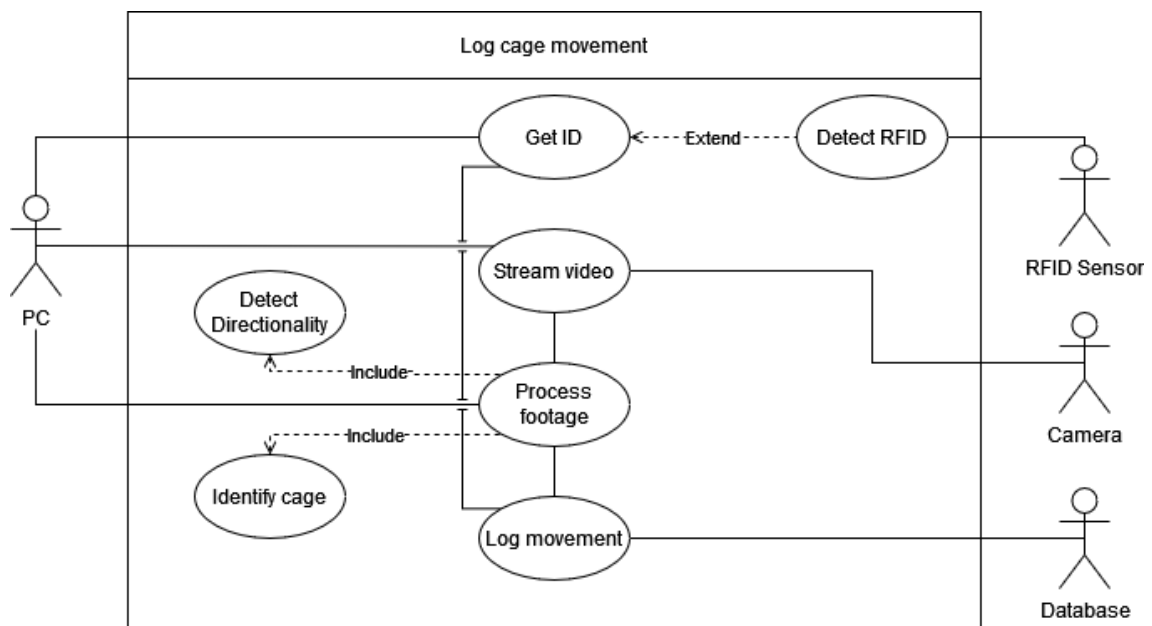 Log cage movement
Get ID
Extend
Detect RFID
RFID Sensor
Stream video
Detect
Directionality
PC
Include
Process
footage
Camera
Include
Identify cage
Log movement
Database